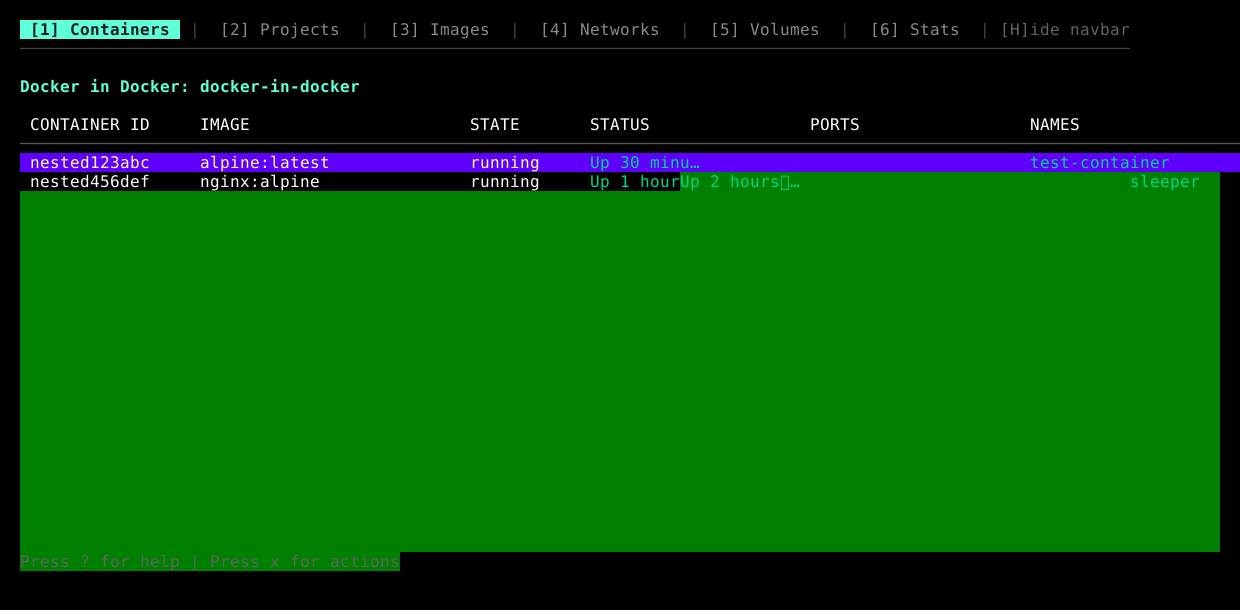 [1] Containers | [2] Projects | [3] Images | [4] Networks | [5] Volumes | [6] Stats | [H]ide navbar
Docker in Docker: docker-in-docker
CONTAINER ID IMAGE STATE STATUS PORTS NAMES
nested123abc alpine:latest running Up 30 minu… test-container
nested456def nginx:alpine running Up 1 hourUp 2 hours▯… sleeper
Press ? for help | Press x for actions